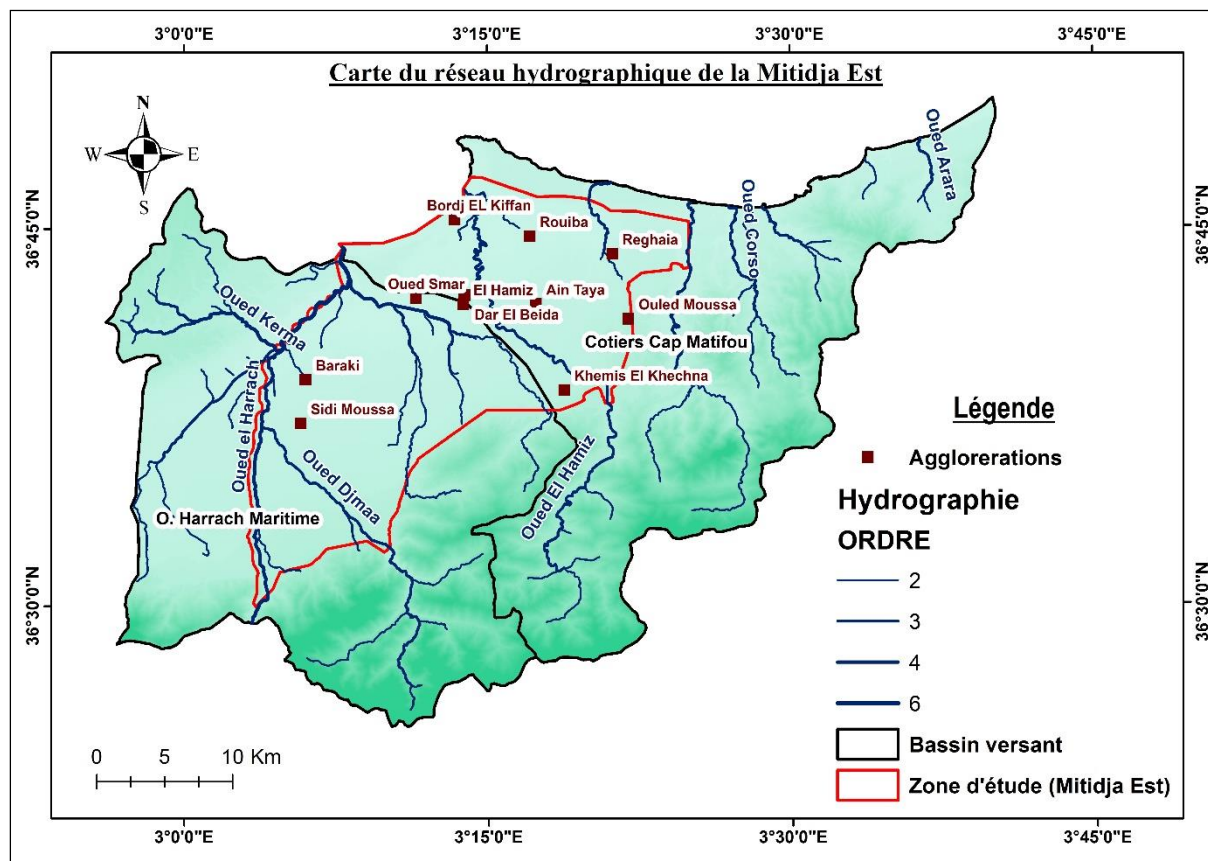 3°0'0"E
3°15'0"E
3°30'0"E
3°45'0"E
Carte du réseau hydrographique de la Mitidja Est
N
W
E
S
36°45'0"N
36°45'0"N
36°30'0"N
36°30'0"N
Oued Arara
Oued Corso
Bordj EL Kiffan
Rouiba
Reghaia
Oued Smar
El Hamiz
Ain Taya
Dar El Beida
Ouled Moussa
Cotiers Cap Matifou
Oued Kerma
Baraki
Khemis El Khechna
Sidi Moussa
Oued el Harrach
Oued Djmaa
Oued El Hamiz
O. Harrach Maritime
Légende
Agglorerations
Hydrographie
ORDRE
2
3
4
6
Bassin versant
Zone d'étude (Mitidja Est)
0 5 10 Km
3°0'0"E
3°15'0"E
3°30'0"E
3°45'0"E